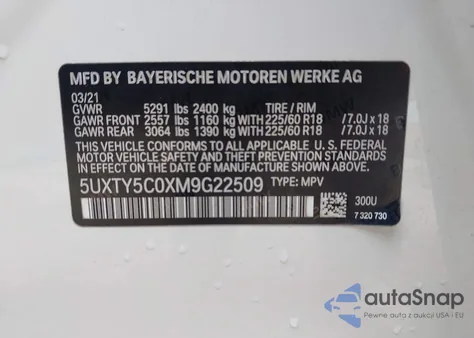 MFD BY BAYERISCHE MOTOREN WERKE AG
03/21
GVWR 5291 lbs 2400 kg TIRE / RIM
GAWR FRONT 2557 lbs 1160 kg WITH 225/60 R18 /7.0J x 18
GAWR REAR 3064 lbs 1390 kg WITH 225/60 R18 /7.0J x 18
THIS VEHICLE CONFORMS TO ALL APPLICABLE U. S. FEDERAL
MOTOR VEHICLE SAFETY, BUMPER, AND THEFT PREVENTION
STANDARDS IN EFFECT ON THE DATE OF MANUFACTURE
SHOWN ABOVE.
5UXTY5C0XM9G22509 TYPE: MPV
300U
7 320 730
autoSnap
Pewne auta z aukcji USA i EU